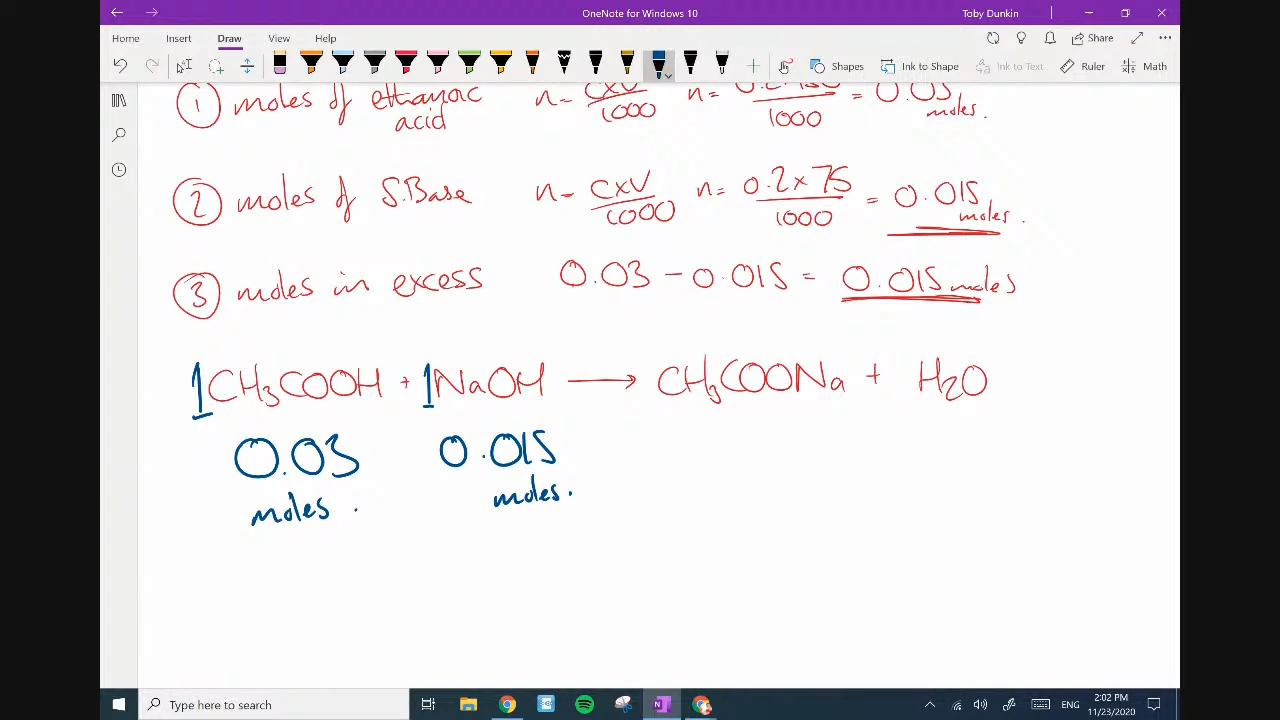 OneNote for Windows 10
Toby Dunkin
Home Insert Draw View Help
Share
Shapes Ink to Shape Ink to Text Ruler Math
1 moles of ethanoic acid n= CxV/1000 n= 0.2x150/1000 = 0.03 moles.
2 moles of S.Base n= CxV/1000 n= 0.2x75/1000 = 0.015 moles.
3 moles in excess 0.03 - 0.015 = 0.015 moles
1CH3COOH + 1NaOH → CH3COONa + H2O
0.03 0.015
moles. moles.
Type here to search
ENG
2:02 PM
11/23/2020